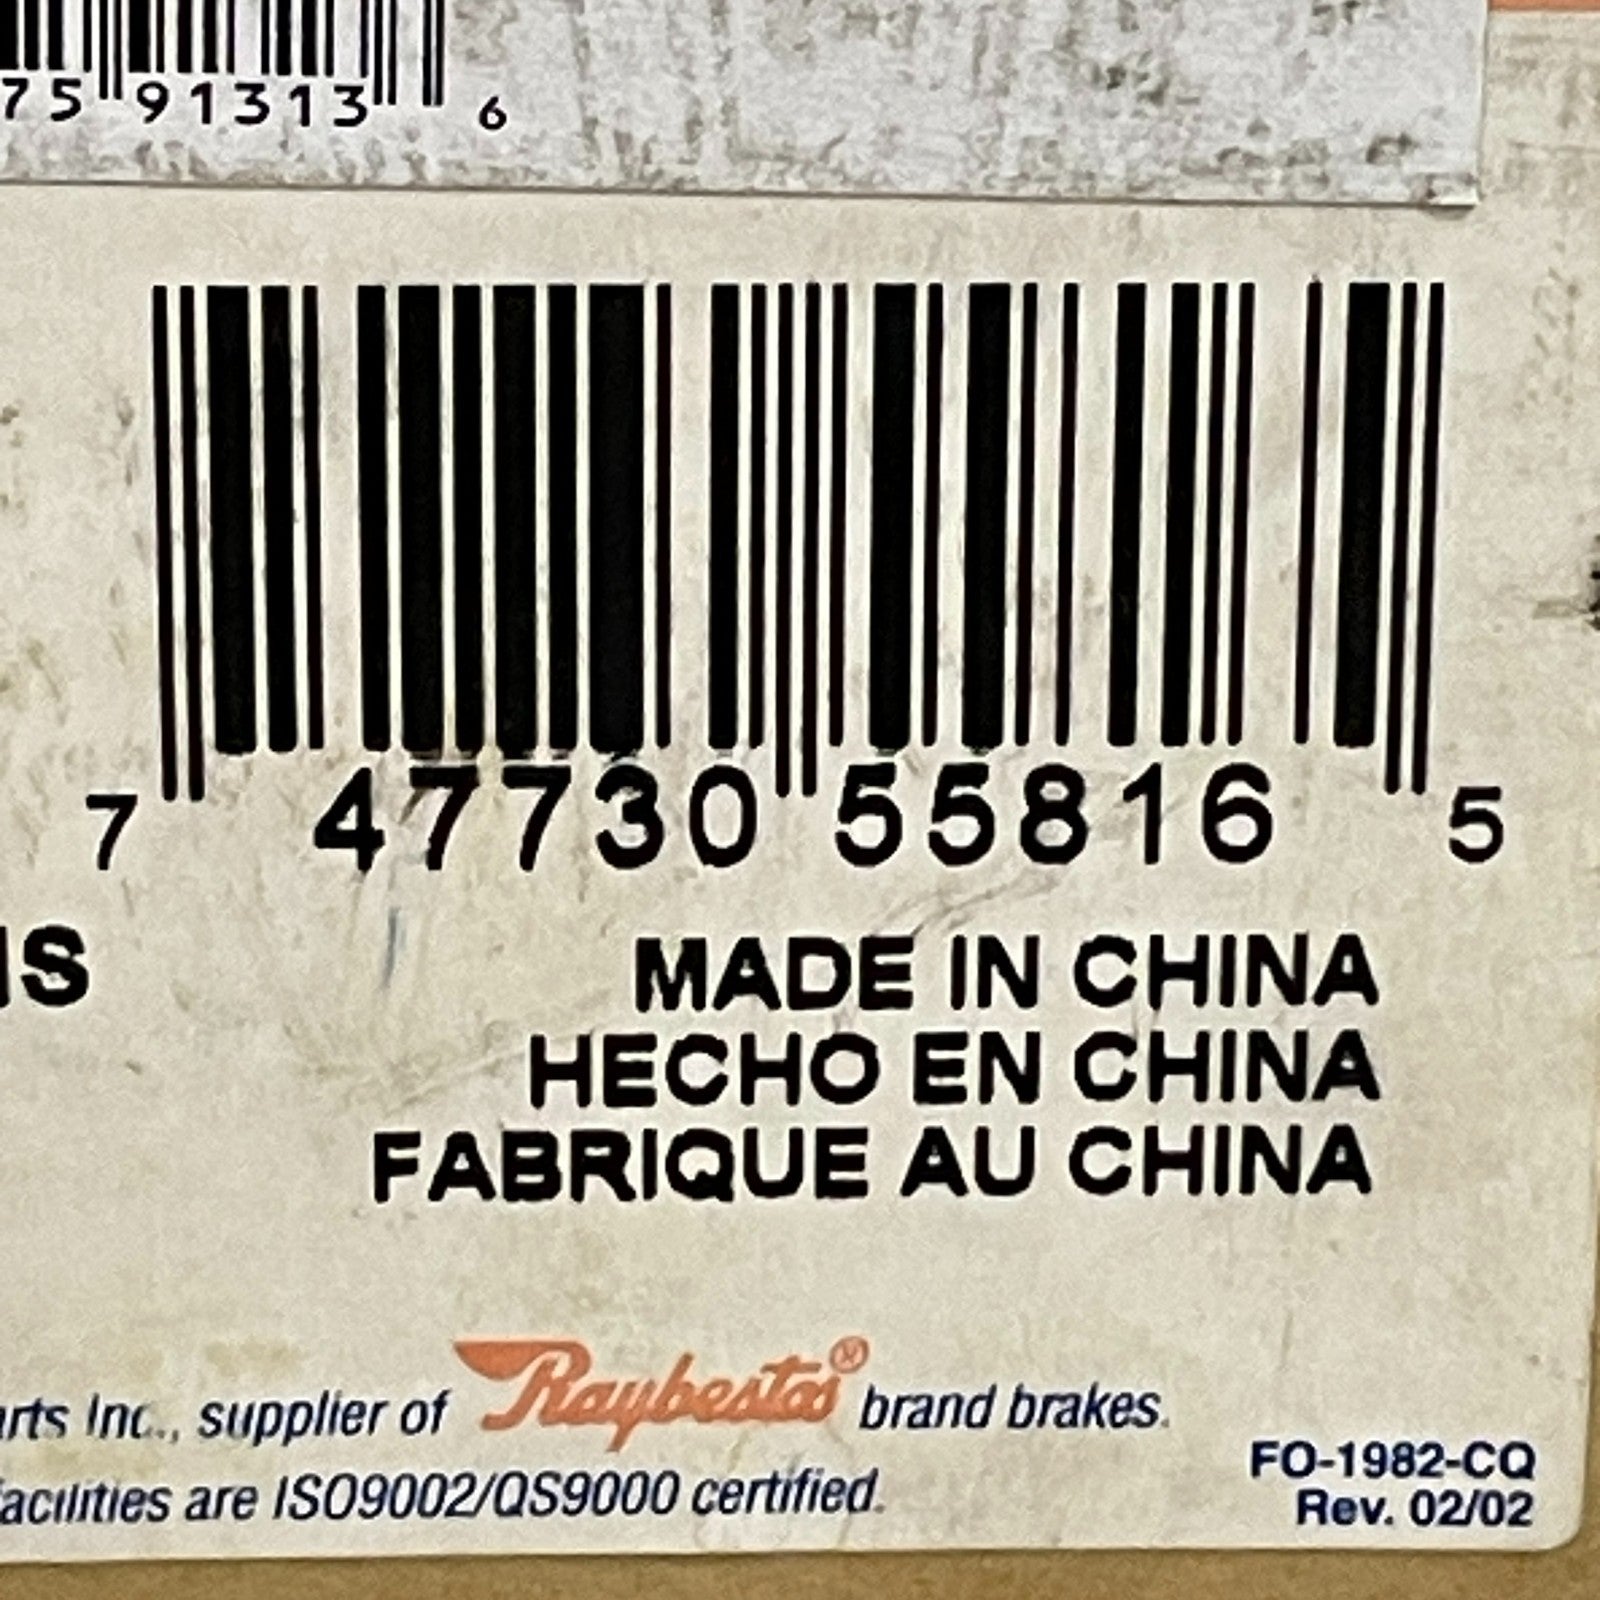 75 91313 6
7 47730 55816 5
MADE IN CHINA
HECHO EN CHINA
FABRIQUE AU CHINA
Inc., supplier of Raybestos® brand brakes.
are ISO9002/QS9000 certified.
FO-1982-CQ
Rev. 02/02